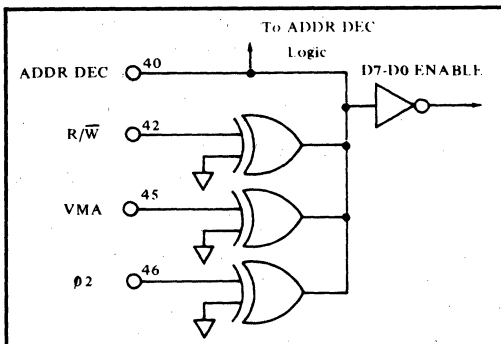 To ADDR DEC
Logic
ADDR DEC 40
D7-D0 ENABLE
R/W̅ 42
VMA 45
φ2 46